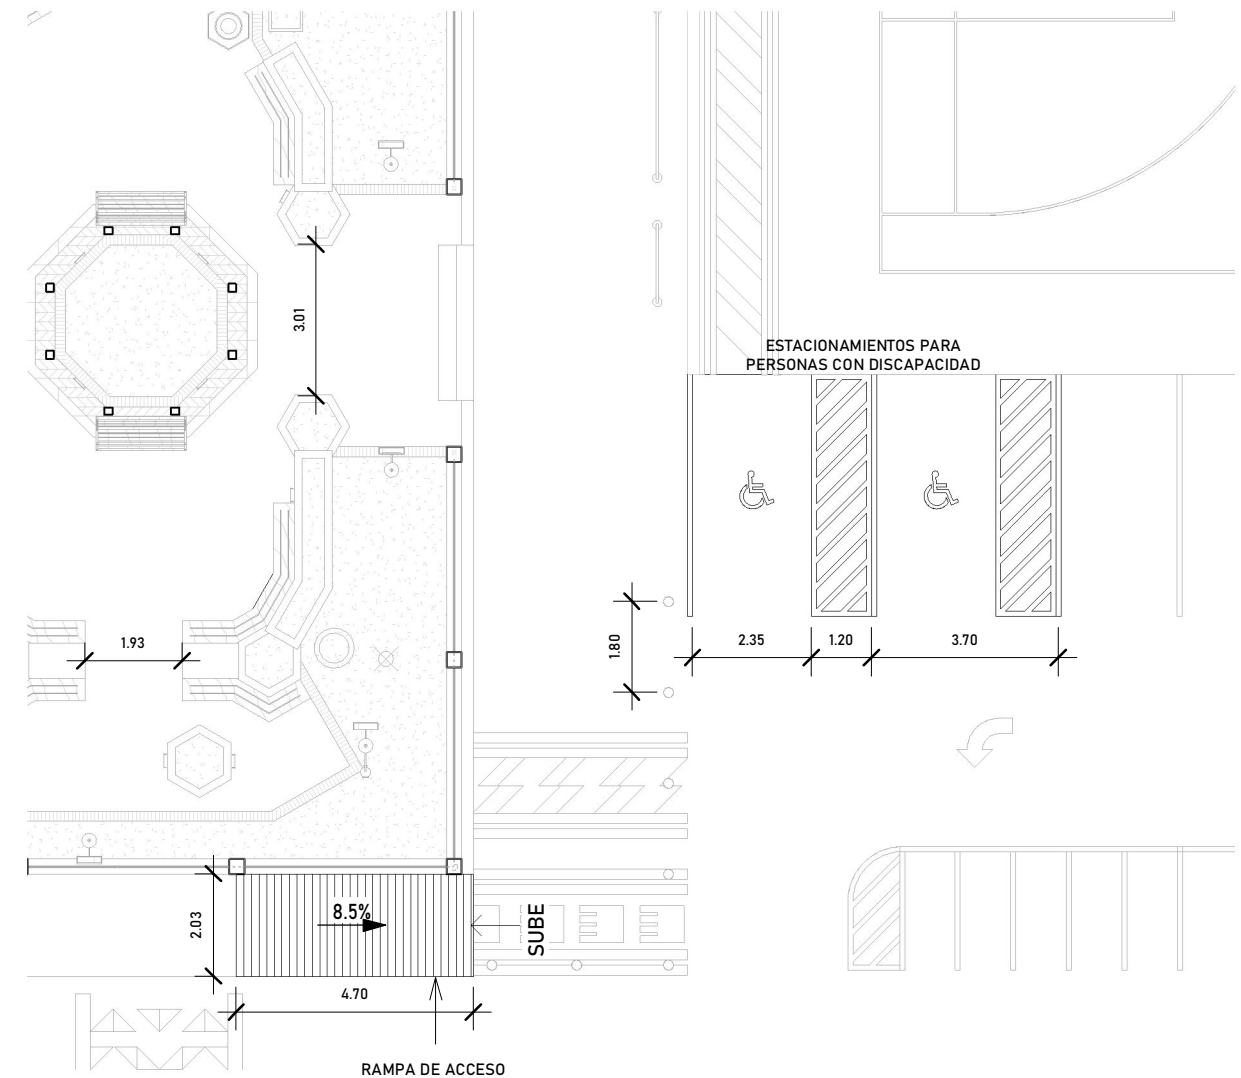 3.01
ESTACIONAMIENTOS PARA
PERSONAS CON DISCAPACIDAD
1.93
1.80
2.35
1.20
3.70
2.03
8.5%
SUBE
4.70
RAMPA DE ACCESO